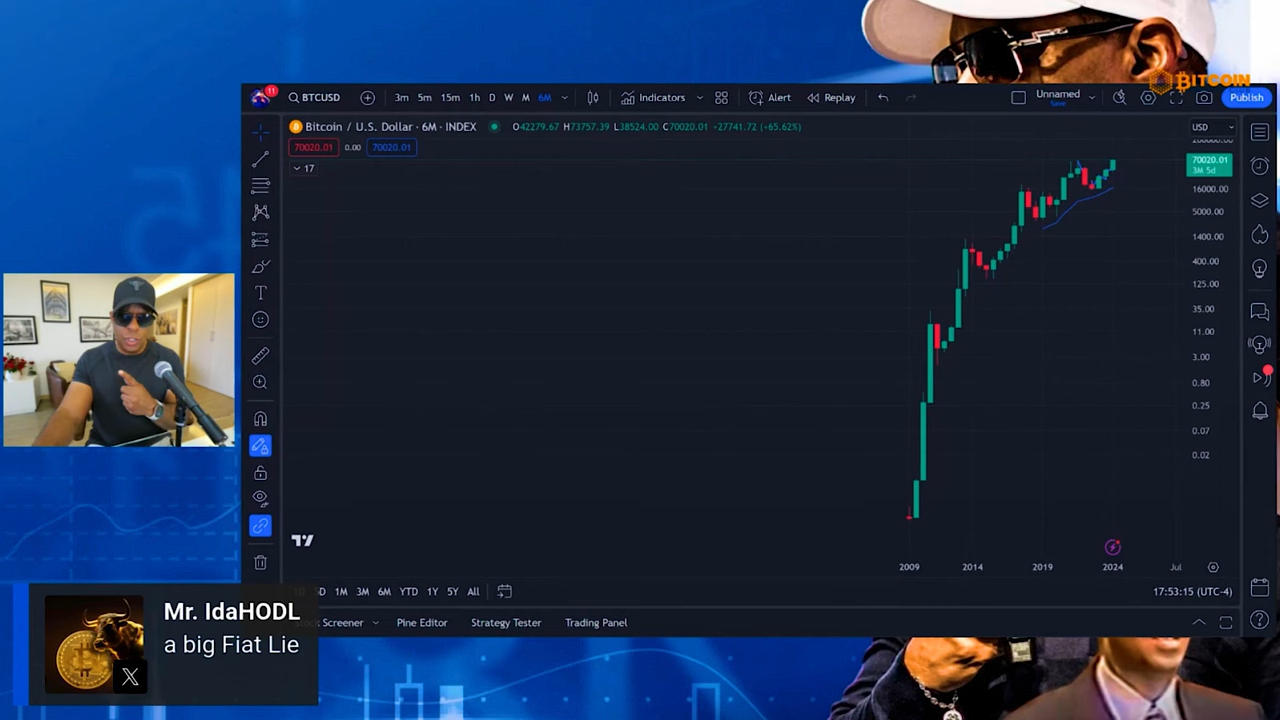 BITCOIN
11
BTCUSD
3m 5m 15m 1h D W M 6M
Indicators
Alert
Replay
Unnamed
Save
Publish
Bitcoin / U.S. Dollar · 6M · INDEX
O42279.67 H73757.39 L38524.00 C70020.01 +27741.72 (+65.62%)
USD
70020.01 0.00 70020.01
17
70020.01
3M 5d
16000.00
5000.00
1400.00
400.00
125.00
35.00
11.00
3.00
0.80
0.25
0.07
0.02
2009 2014 2019 2024 Jul
1M 3M 6M YTD 1Y 5Y All
17:53:15 (UTC-4)
Screener
Pine Editor
Strategy Tester
Trading Panel
Mr. IdaHODL
a big Fiat Lie